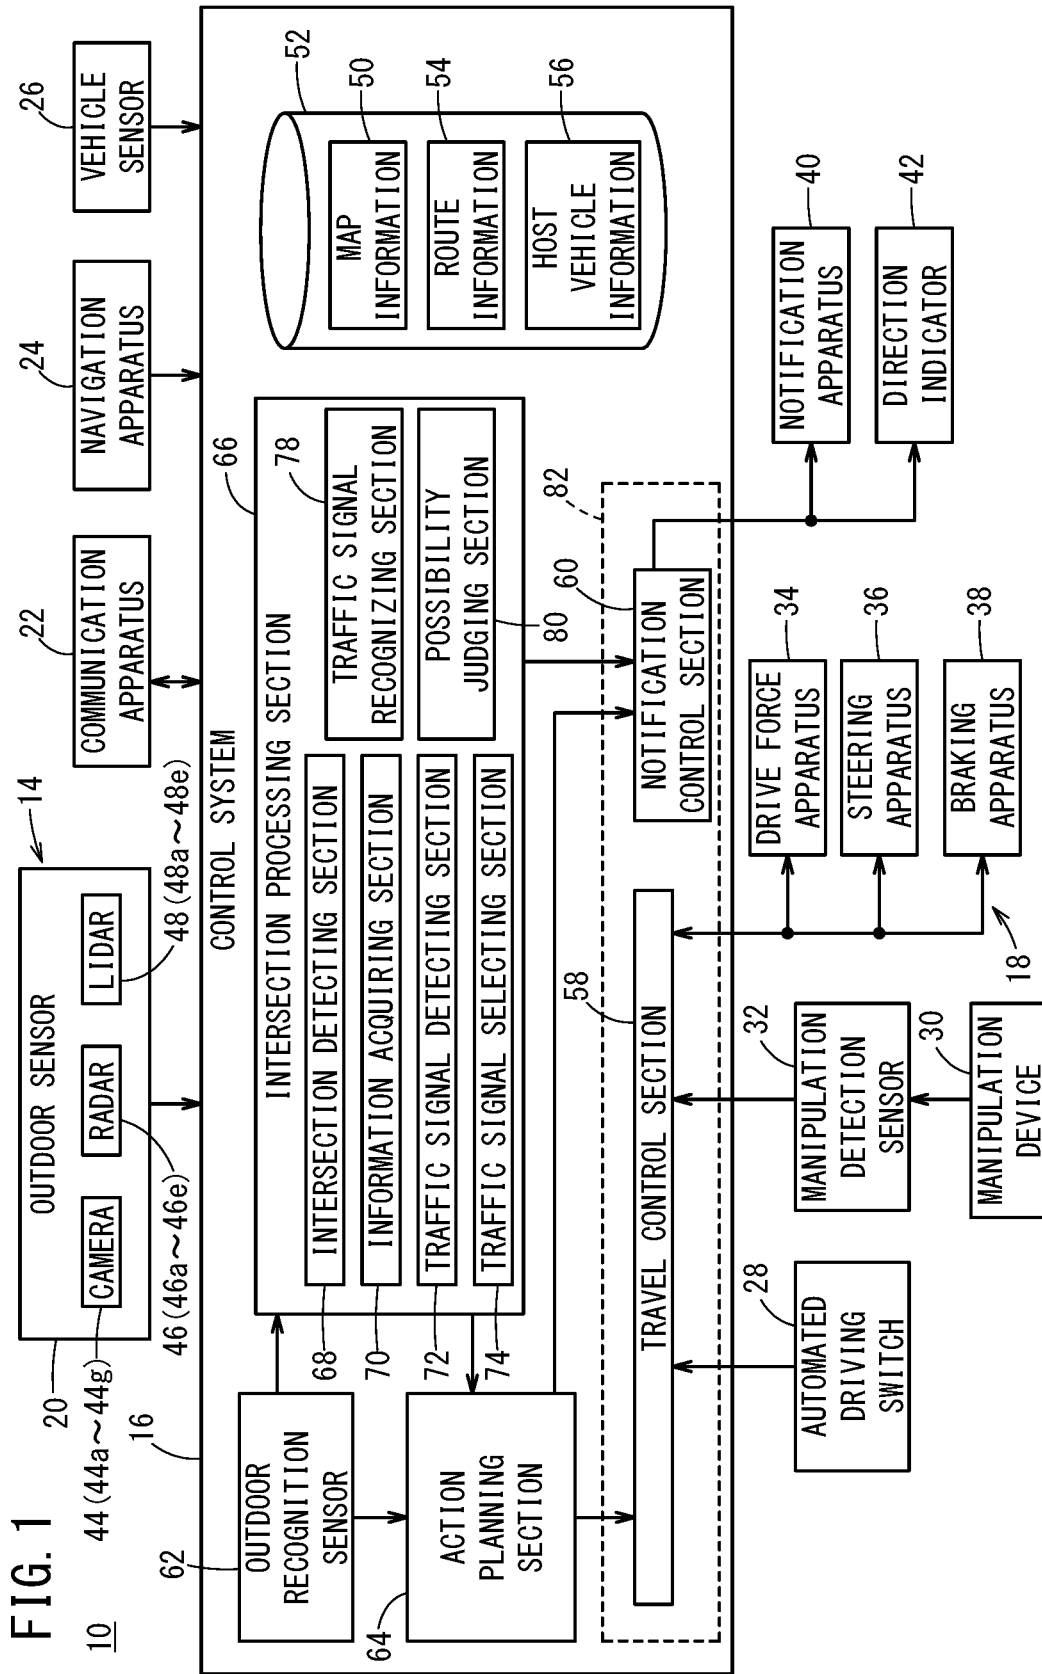 FIG. 1
10
14
OUTDOOR SENSOR
CAMERA
RADAR
LIDAR
20
44(44a～44g)
46(46a～46e)
48(48a～48e)
22
COMMUNICATION
APPARATUS
24
NAVIGATION
APPARATUS
26
VEHICLE
SENSOR
16
CONTROL SYSTEM
62
OUTDOOR
RECOGNITION
SENSOR
64
ACTION
PLANNING
SECTION
66
INTERSECTION PROCESSING SECTION
68
INTERSECTION DETECTING SECTION
70
INFORMATION ACQUIRING SECTION
72
TRAFFIC SIGNAL DETECTING SECTION
74
TRAFFIC SIGNAL SELECTING SECTION
78
TRAFFIC SIGNAL
RECOGNIZING SECTION
POSSIBILITY
JUDGING SECTION
80
52
MAP
INFORMATION
50
ROUTE
INFORMATION
54
HOST
VEHICLE
INFORMATION
56
82
58
TRAVEL CONTROL SECTION
60
NOTIFICATION
CONTROL SECTION
28
AUTOMATED
DRIVING
SWITCH
32
MANIPULATION
DETECTION
SENSOR
30
MANIPULATION
DEVICE
18
DRIVE FORCE
APPARATUS
34
STEERING
APPARATUS
36
BRAKING
APPARATUS
38
NOTIFICATION
APPARATUS
40
DIRECTION
INDICATOR
42